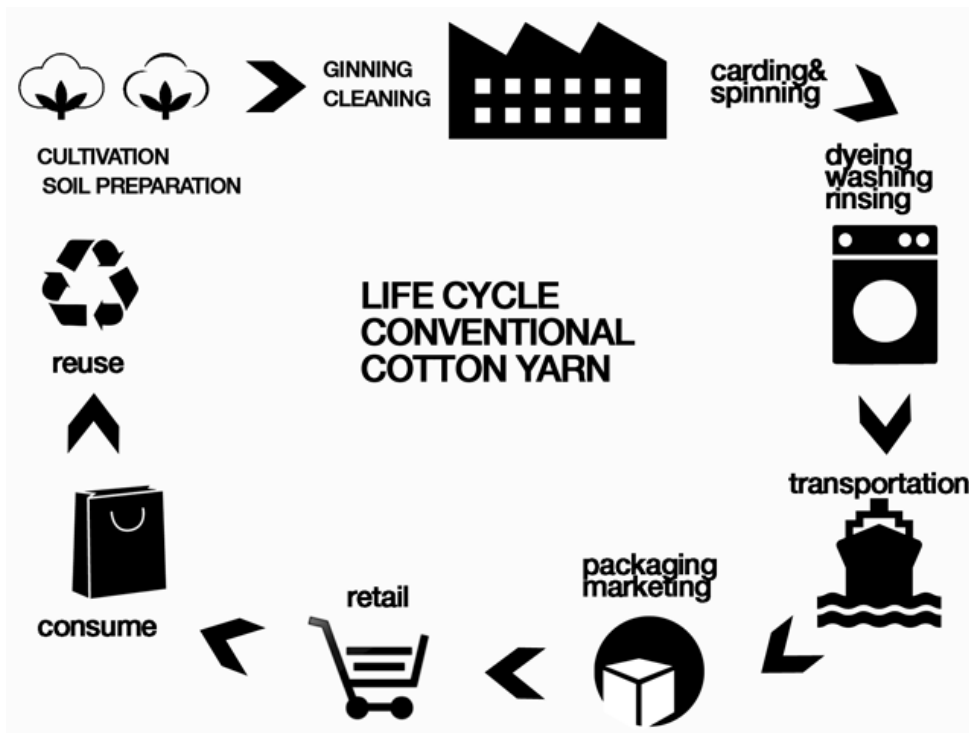 GINNING
CLEANING
carding&
spinning
CULTIVATION
SOIL PREPARATION
dyeing
washing
rinsing
LIFE CYCLE
CONVENTIONAL
COTTON YARN
reuse
transportation
packaging
marketing
retail
consume